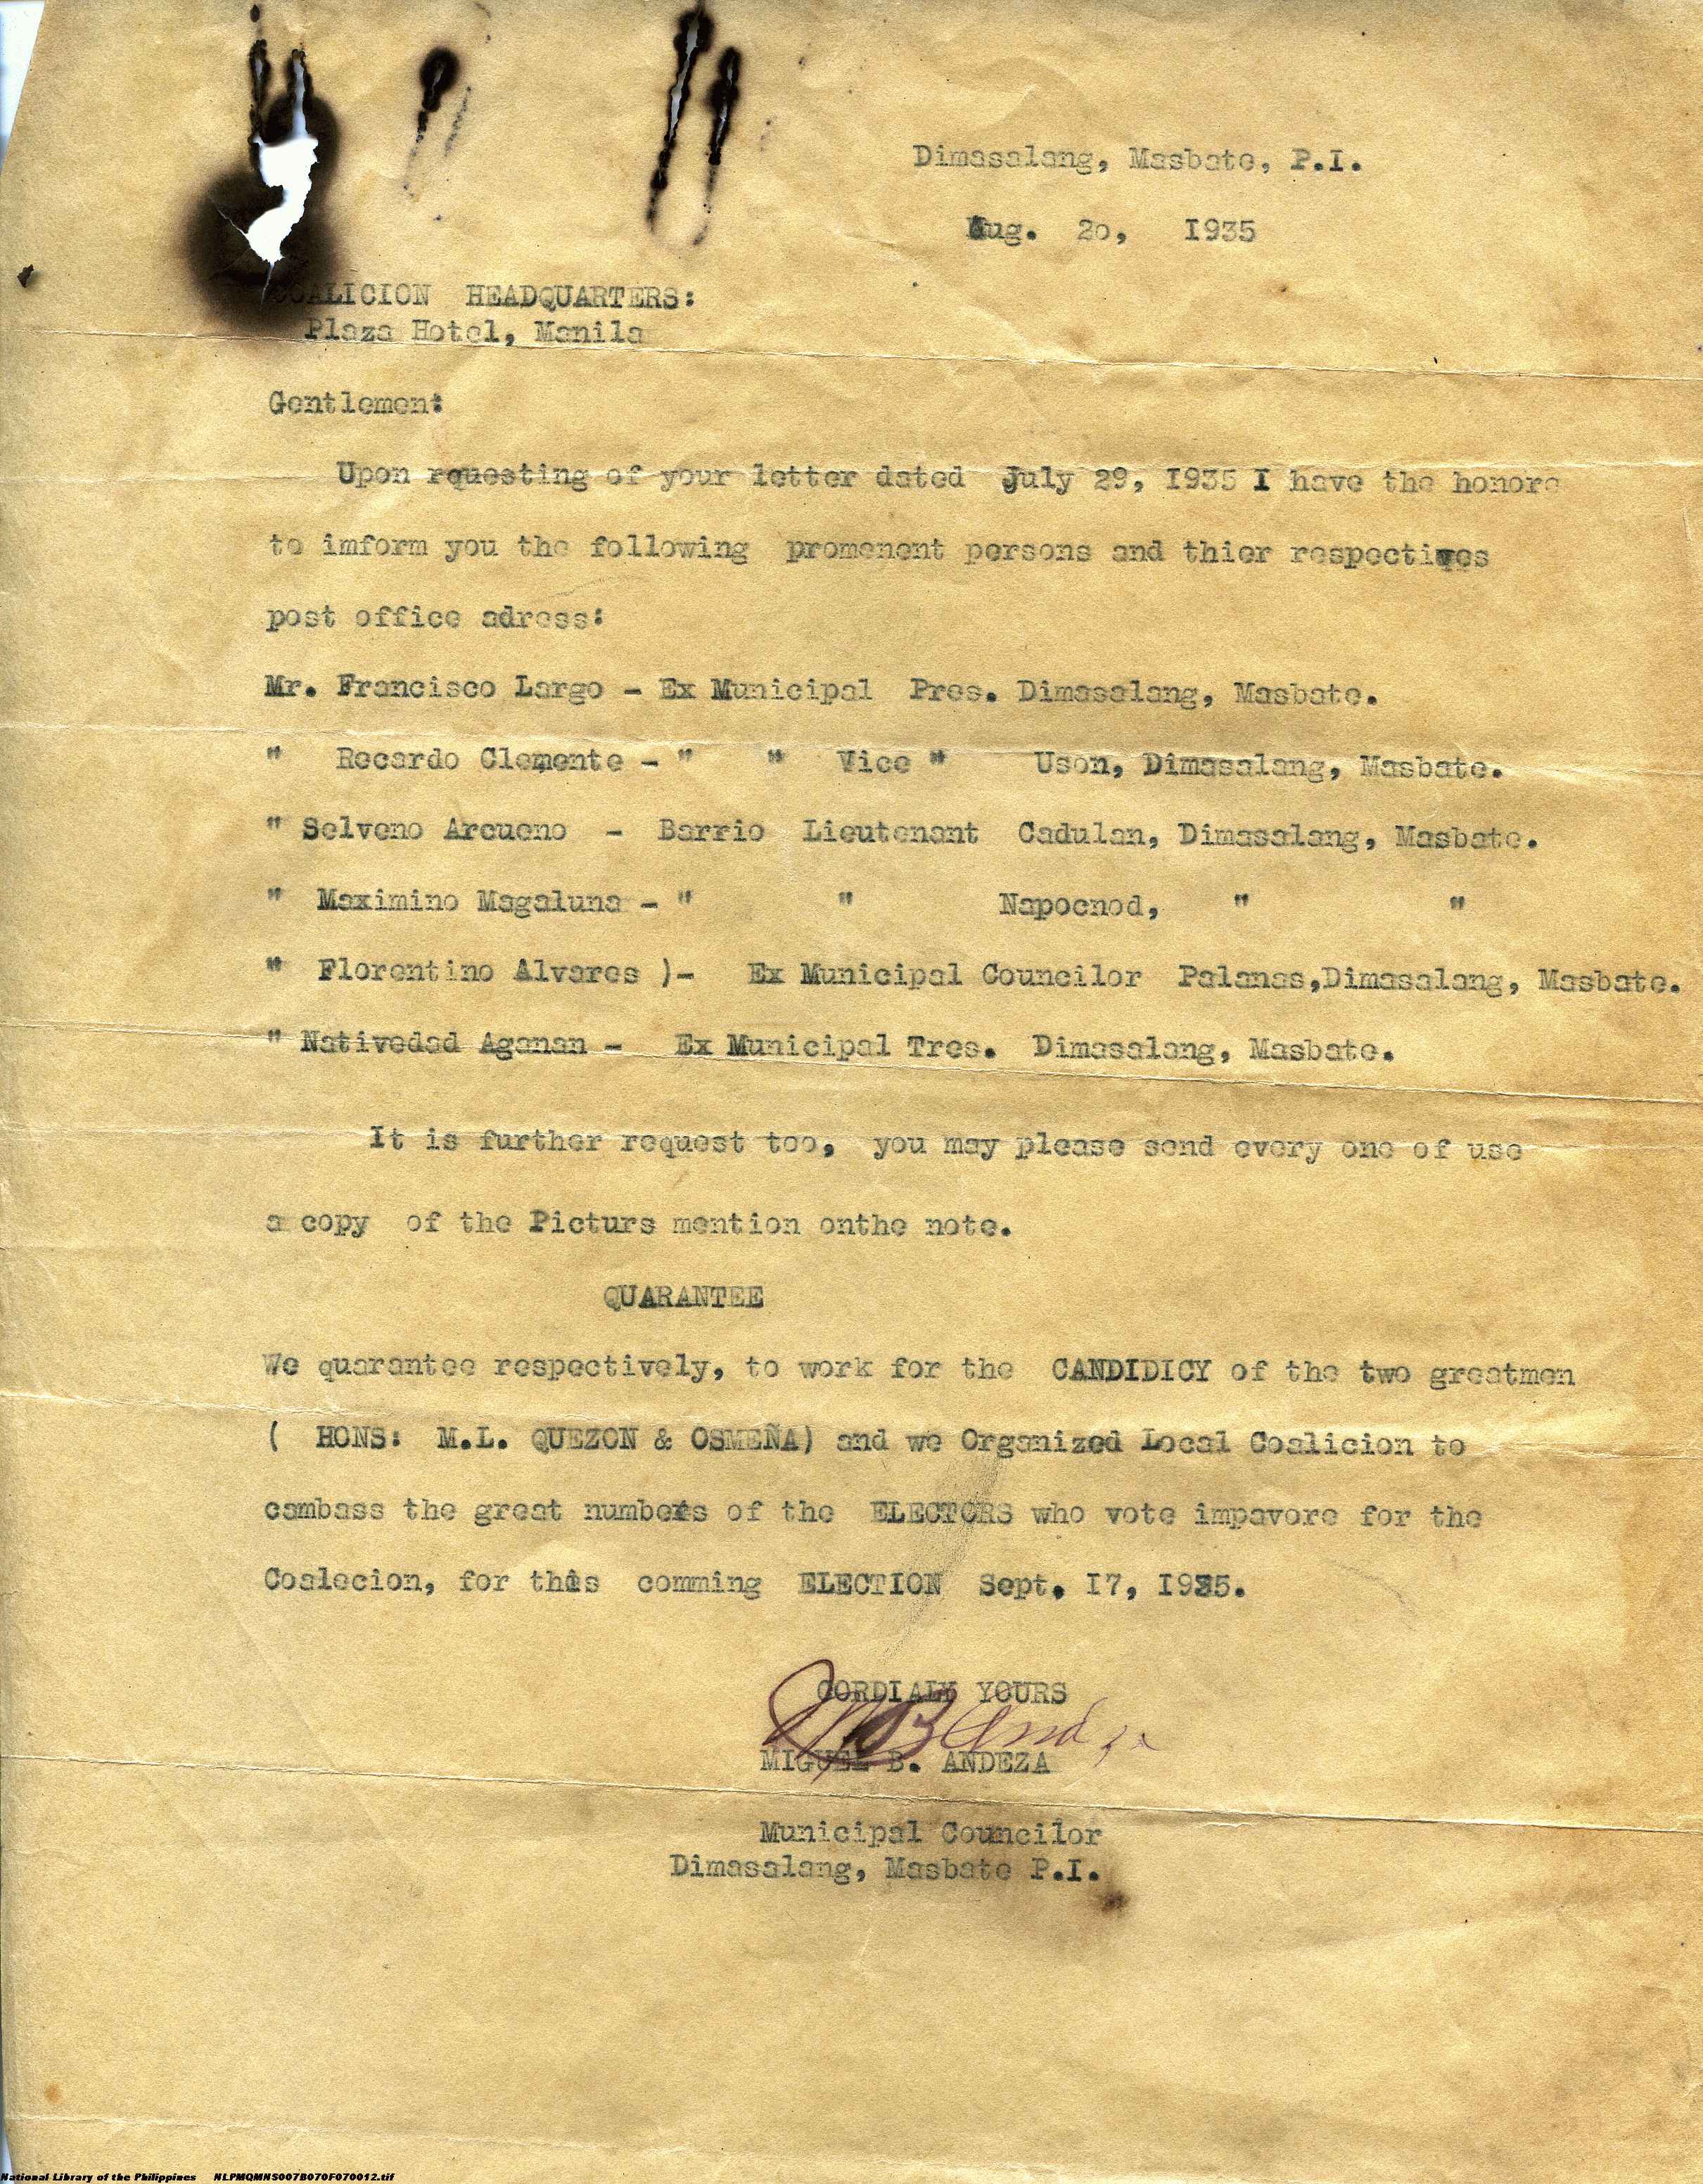 Dimasalang, Masbate, P.I.
Aug. 2o, I935
COALICION HEADQUARTERS:
Plaza Hotel, Manila
Gentlemen:
Upon rquesting of your letter dated July 29, I935 I have the honore
to imform you the following promenent persons and thier respectives
post office adress:
Mr. Francisco Largo - Ex Municipal Pres. Dimasalang, Masbate.
" Recardo Clemente - " " Vice " Uson, Dimasalang, Masbate.
" Selveno Arcueno - Barrio Lieutenant Cadulan, Dimasalang, Masbate.
" Maximino Magaluna - " " Napocnod, " "
" Florentino Alvares )- Ex Municipal Councilor Palanas,Dimasalang, Masbate.
" Nativedad Aganan - Ex Municipal Tres. Dimasalang, Masbate.
It is further request too, you may please send every one of use
a copy of the Picturs mention onthe note.
QUARANTEE
We quarantee respectively, to work for the CANDIDICY of the two greatmen
( HONS: M.L. QUEZON & OSMEÑA) and we Organized Local Coalicion to
cambass the great numbers of the ELECTORS who vote impavore for the
Coalecion, for this comming ELECTION Sept. I7, I935.
CORDIALY YOURS
MIGUEL B. ANDEZA
Municipal Councilor
Dimasalang, Masbate P.I.
National Library of the Philippines NLPMQMNS007B070F070012.tif